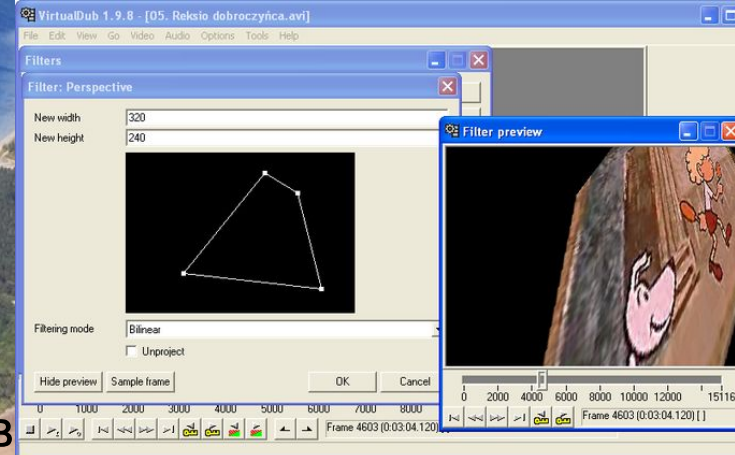 VirtualDub 1.9.8 - [05. Reksio dobroczyńca.avi]
File Edit View Go Video Audio Options Tools Help
Filters
Filter: Perspective
New width 320
New height 240
Filter preview
Filtering mode Bilinear
Unproject
Hide preview Sample frame OK Cancel
0 2000 4000 6000 8000 10000 12000 15116
0 1000 2000 3000 4000 5000 6000 7000 8000
Frame 4603 (0:03:04.120) [ ]
Frame 4603 (0:03:04.120)